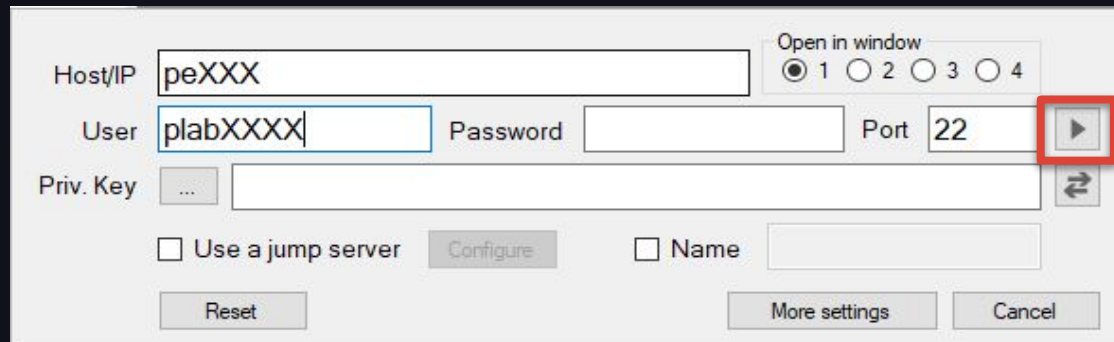 Open in window
Host/IP peXXX 1 2 3 4
User plabXXXX Password Port 22
Priv. Key ...
Use a jump server Configure Name
Reset More settings Cancel